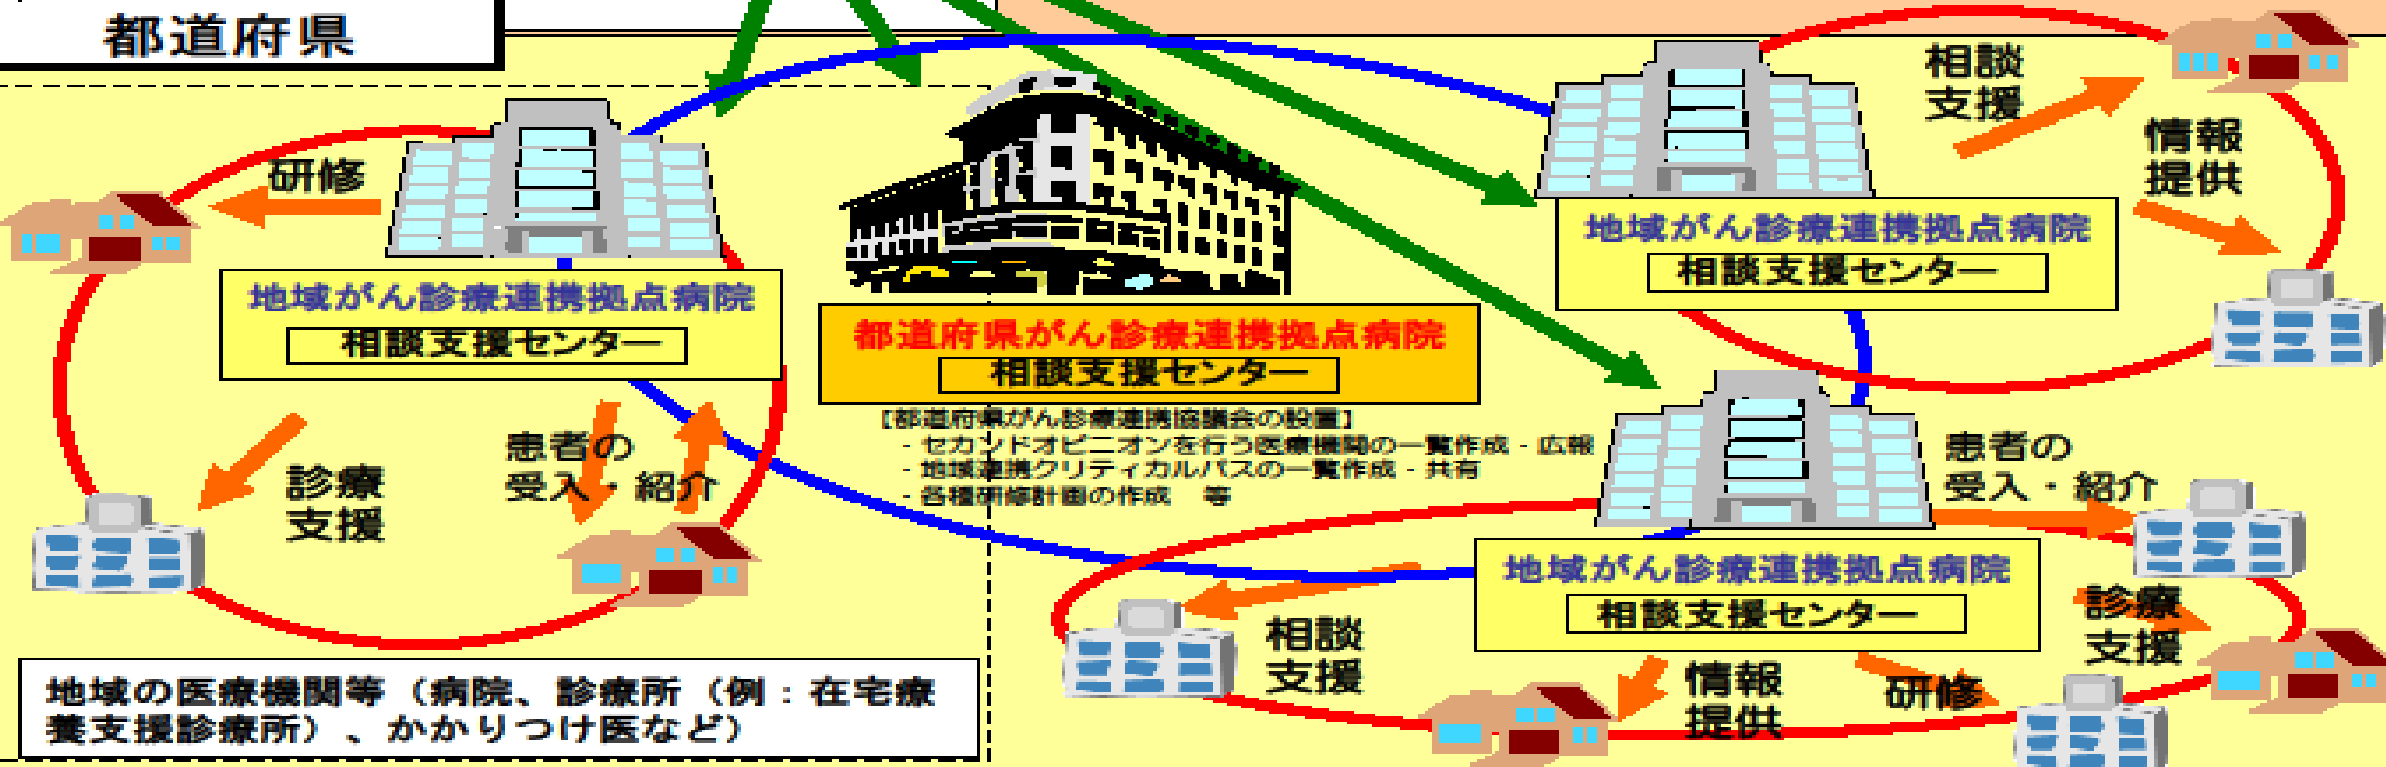 都道府県
研修
地域がん診療連携拠点病院
相談支援センター
診療
支援
患者の
受入・紹介
地域の医療機関等（病院、診療所（例：在宅療
養支援診療所）、かかりつけ医など）
都道府県がん診療連携拠点病院
相談支援センター
【都道府県がん診療連携協議会の設置】
・セカンドオピニオンを行う医療機関の一覧作成・広報
・地域連携クリティカルパスの一覧作成・共有
・各種研修計画の作成　等
相談
支援
情報
提供
地域がん診療連携拠点病院
相談支援センター
患者の
受入・紹介
地域がん診療連携拠点病院
相談支援センター
診療
支援
相談
支援
情報
提供
研修